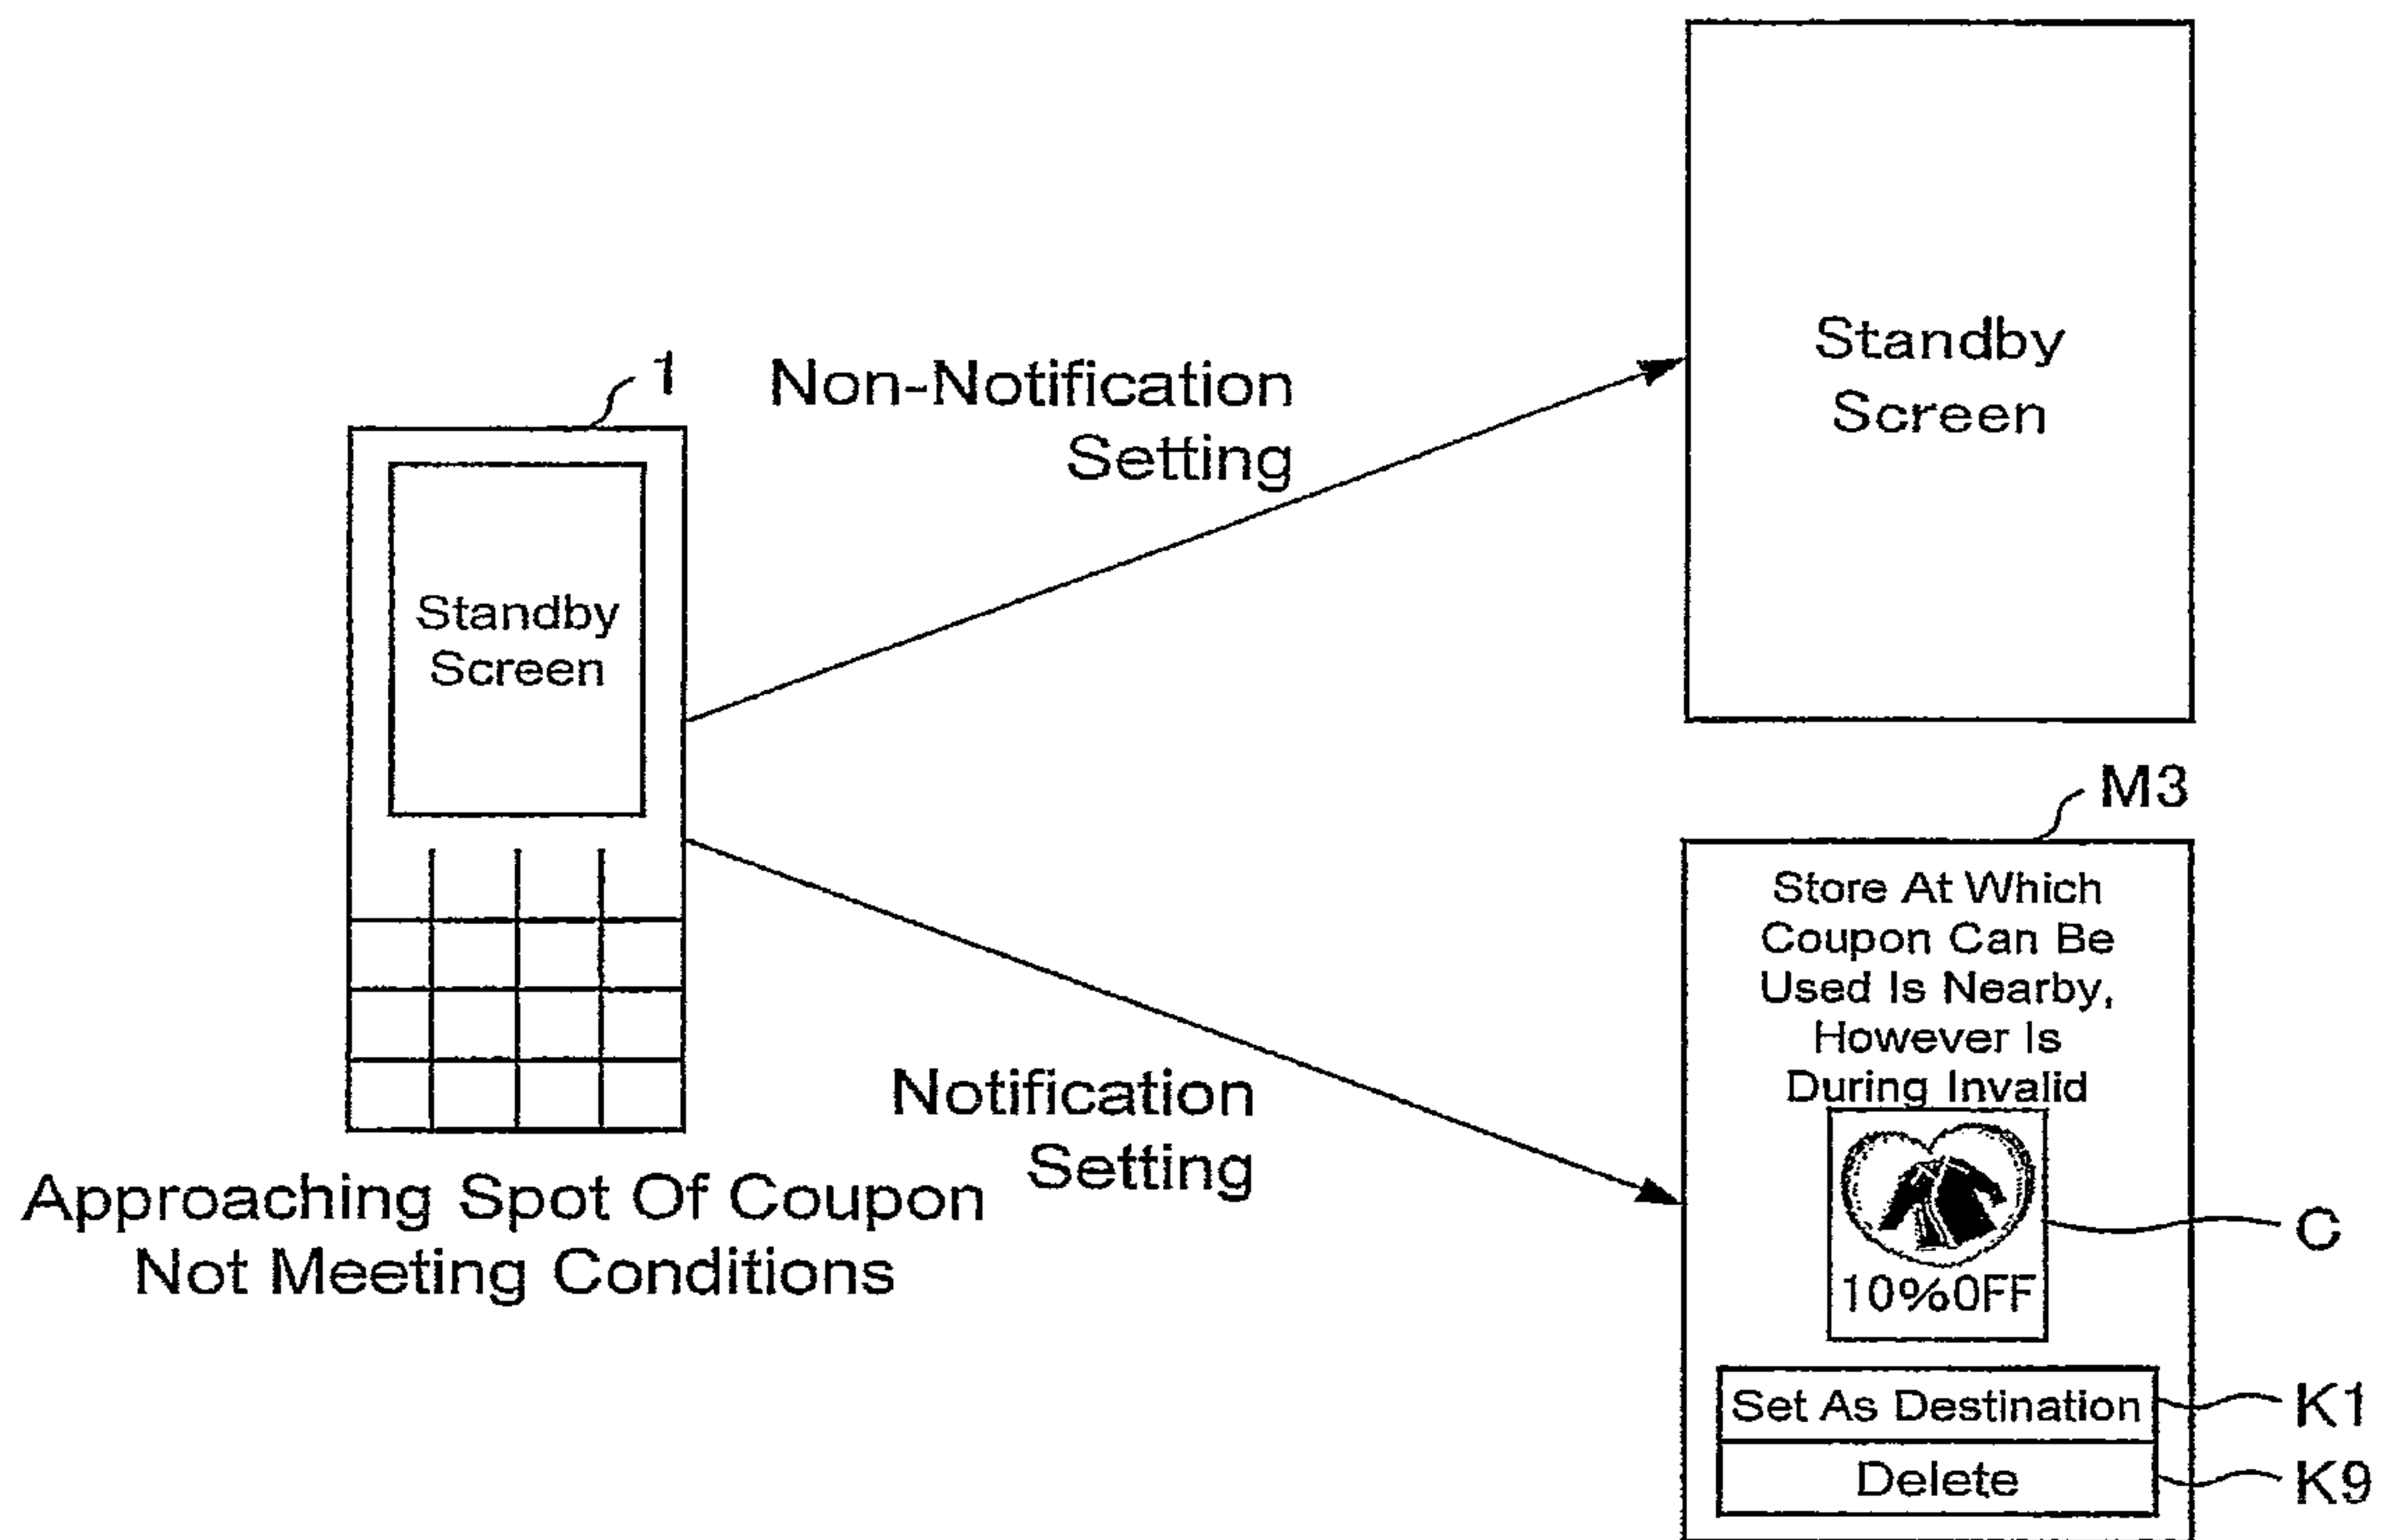 1
Standby
Screen
Approaching Spot Of Coupon
Not Meeting Conditions
Non-Notification
Setting
Notification
Setting
Standby
Screen
M3
Store At Which
Coupon Can Be
Used Is Nearby,
However Is
During Invalid
10%OFF
C
Set As Destination
K1
Delete
K9